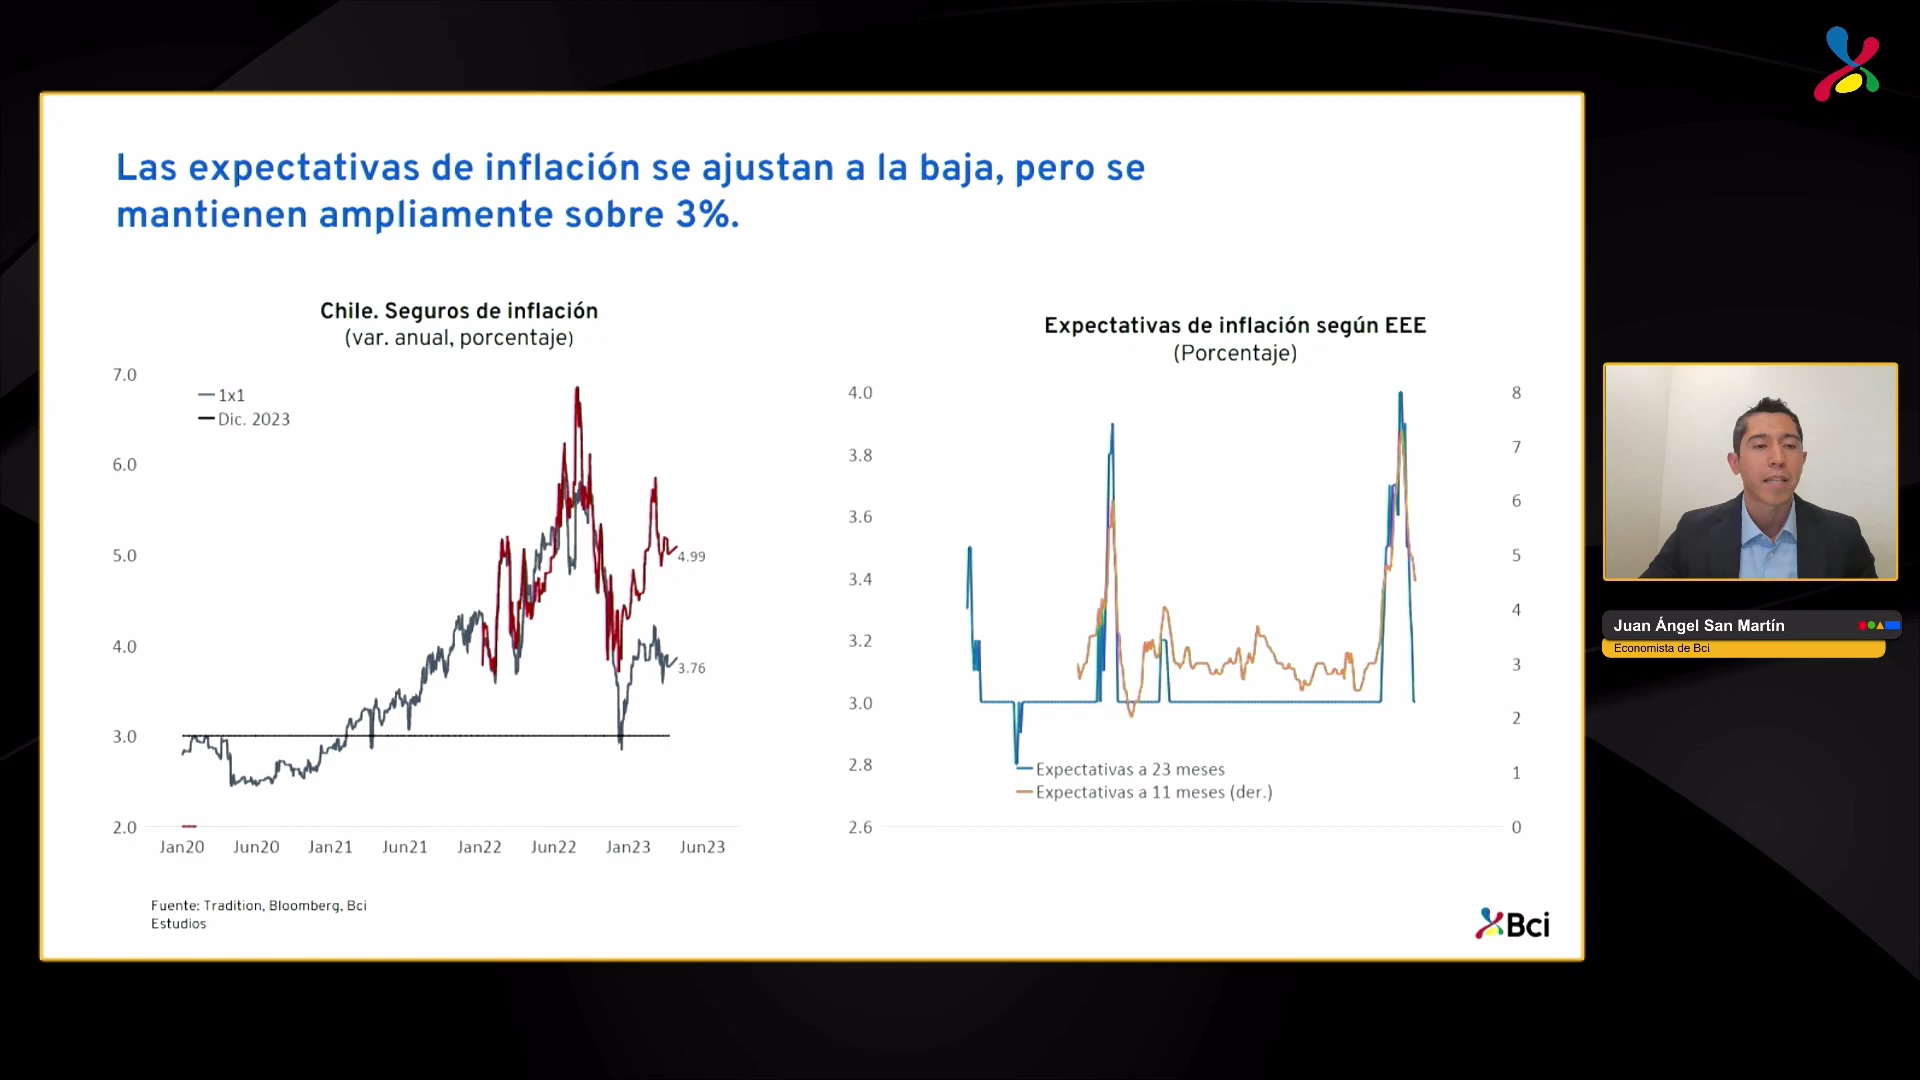 Las expectativas de inflación se ajustan a la baja, pero se
mantienen ampliamente sobre 3%.
Chile. Seguros de inflación
(var. anual, porcentaje)
7.0
6.0
5.0
4.0
3.0
2.0
1x1
Dic. 2023
4.99
3.76
Jan20 Jun20 Jan21 Jun21 Jan22 Jun22 Jan23 Jun23
Fuente: Tradition, Bloomberg, Bci
Estudios
Expectativas de inflación según EEE
(Porcentaje)
4.0
3.8
3.6
3.4
3.2
3.0
2.8
2.6
8
7
6
5
4
3
2
1
0
Expectativas a 23 meses
Expectativas a 11 meses (der.)
Bci
Juan Ángel San Martín
Economista de Bci